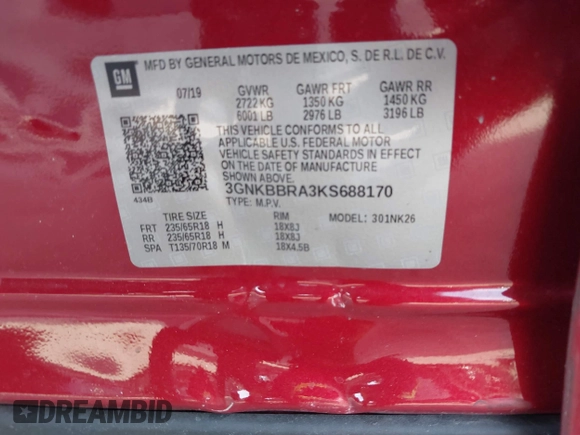 GM
MFD BY GENERAL MOTORS DE MEXICO, S. DE R.L. DE C.V.
07/19 GVWR GAWR FRT GAWR RR
2722 KG 1350 KG 1450 KG
6001 LB 2976 LB 3196 LB
THIS VEHICLE CONFORMS TO ALL
APPLICABLE U.S. FEDERAL MOTOR
VEHICLE SAFETY STANDARDS IN EFFECT
ON THE DATE OF MANUFACTURE
SHOWN ABOVE.
3GNKBBRA3KS688170
434B TYPE: M.P.V.
TIRE SIZE RIM MODEL: 301NK26
FRT 235/65R18 H 18X8J
RR 235/65R18 H 18X8J
SPA T135/70R18 M 18X4.5B
DREAMBID